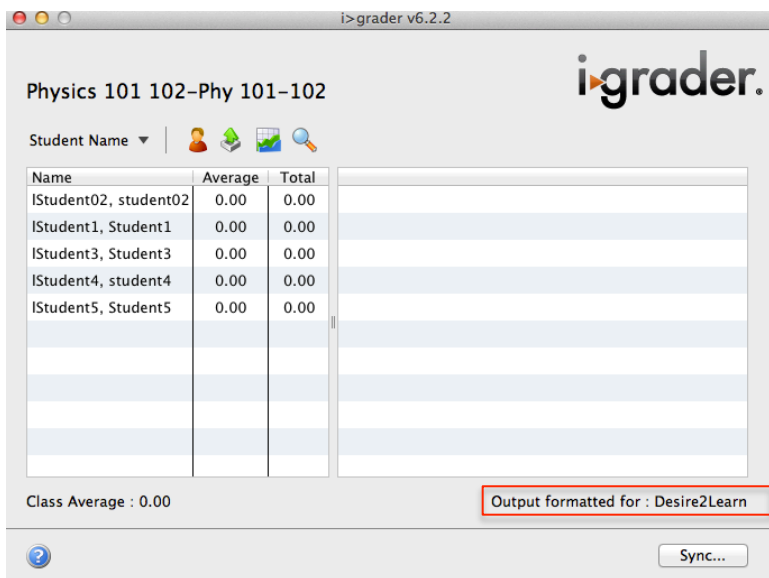 i>grader v6.2.2
i>grader.
Physics 101 102-Phy 101-102
Student Name
Name Average Total
lStudent02, student02 0.00 0.00
lStudent1, Student1 0.00 0.00
lStudent3, Student3 0.00 0.00
lStudent4, student4 0.00 0.00
lStudent5, Student5 0.00 0.00
Class Average : 0.00 Output formatted for : Desire2Learn
? Sync...